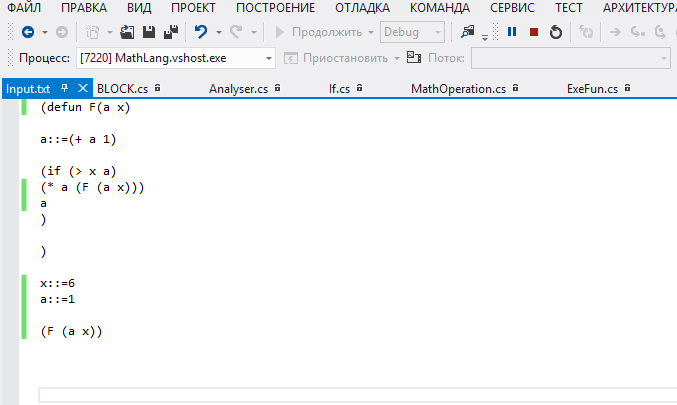 ФАЙЛ ПРАВКА ВИД ПРОЕКТ ПОСТРОЕНИЕ ОТЛАДКА КОМАНДА СЕРВИС ТЕСТ АРХИТЕКТУРА
Продолжить Debug
Процесс: [7220] MathLang.vshost.exe Приостановить Поток:
Input.txt BLOCK.cs Analyser.cs If.cs MathOperation.cs ExeFun.cs
(defun F(a x)
a::=(+ a 1)
(if (> x a)
(* a (F (a x)))
a
)
)
x::=6
a::=1
(F (a x))